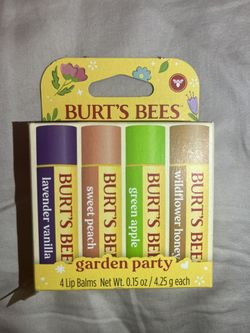 BURT'S BEES
lavender vanilla
BURT'S BEE
sweet peach
BURT'S BEE
green apple
BURT'S BEE
wildflower honey
BURT'S BEE
garden party
4 Lip Balms Net Wt. 0.15 oz / 4.25 g each